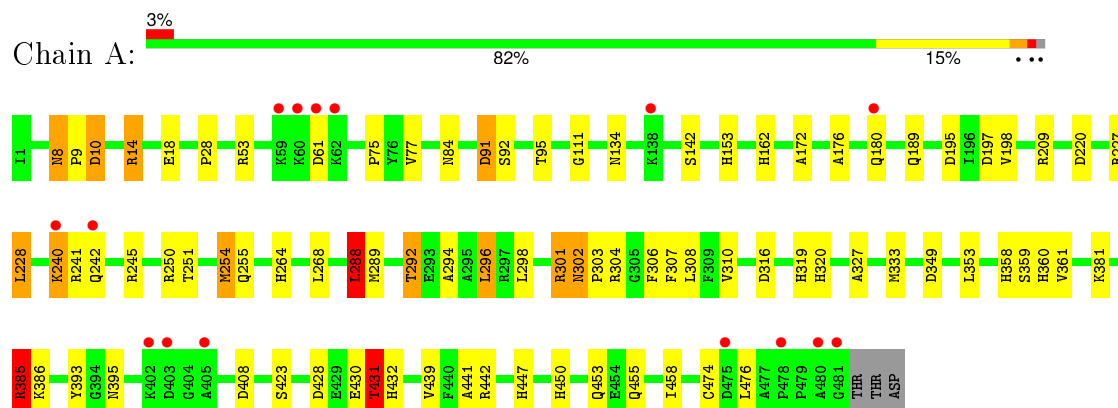 3%
Chain A:
82%
15%
I1 N8 P9 D10 R14 E18 P28 R53 K59 K60 D61 K62 P75 Y76 V77 N84 D91 S92 T95 G111 N134 K138 S142 H153 H162 A172 A176 Q180 Q189 D195 I196 D197 V198 R209 D220
L228 K240 R241 Q242 R245 R250 T251 M254 Q255 H264 L268 L288 M289 T292 E293 A294 A295 L296 R297 L298 R301 N302 P303 R304 G305 F306 F307 L308 F309 V310 D316 H319 H320 A327 M333 D349 L353 H358 S359 H360 V361 K381
R385 K386 Y393 G394 N395 K402 D403 G404 A405 D408 S423 D428 E429 E430 T431 H432 V439 F440 A441 R442 H447 H450 Q453 E454 Q455 I458 C474 D475 L476 A477 P478 P479 A480 G481 THR THR ASP